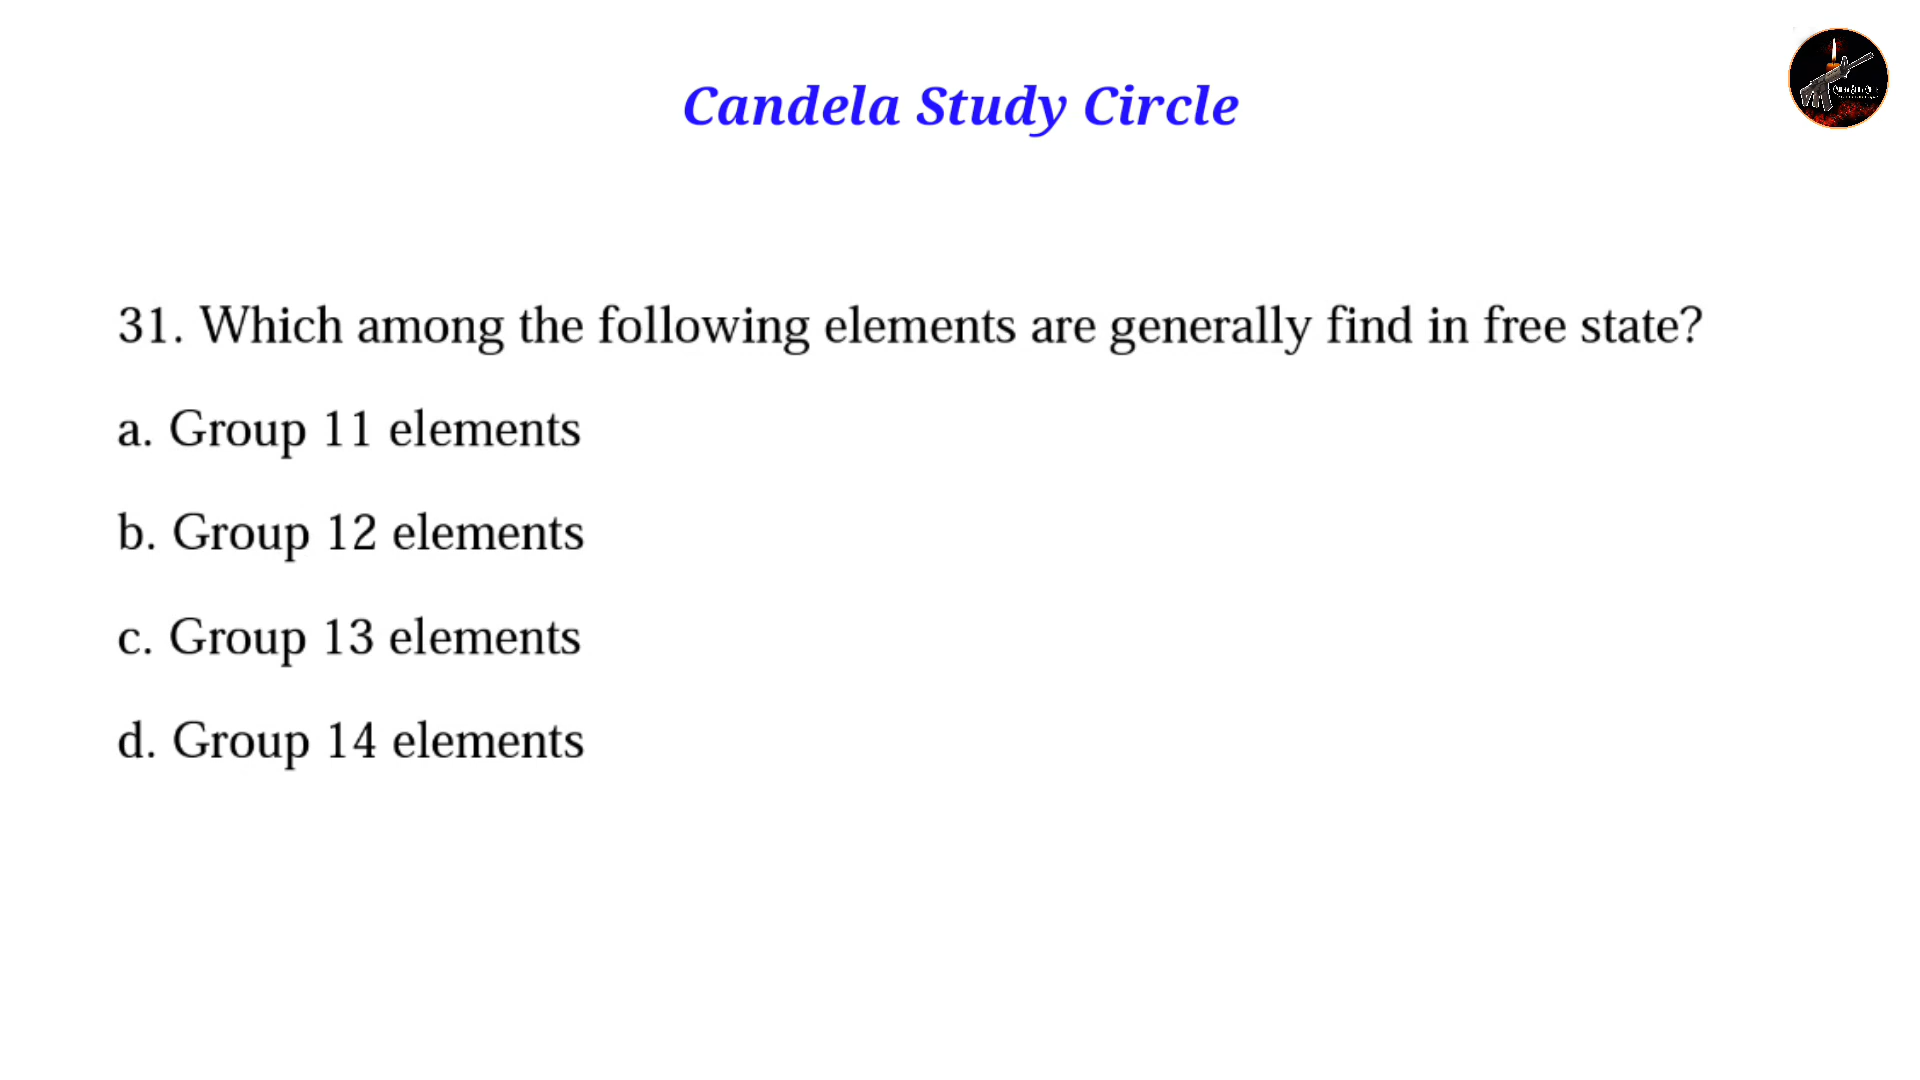 Candela Study Circle
31. Which among the following elements are generally find in free state?
a. Group 11 elements
b. Group 12 elements
c. Group 13 elements
d. Group 14 elements